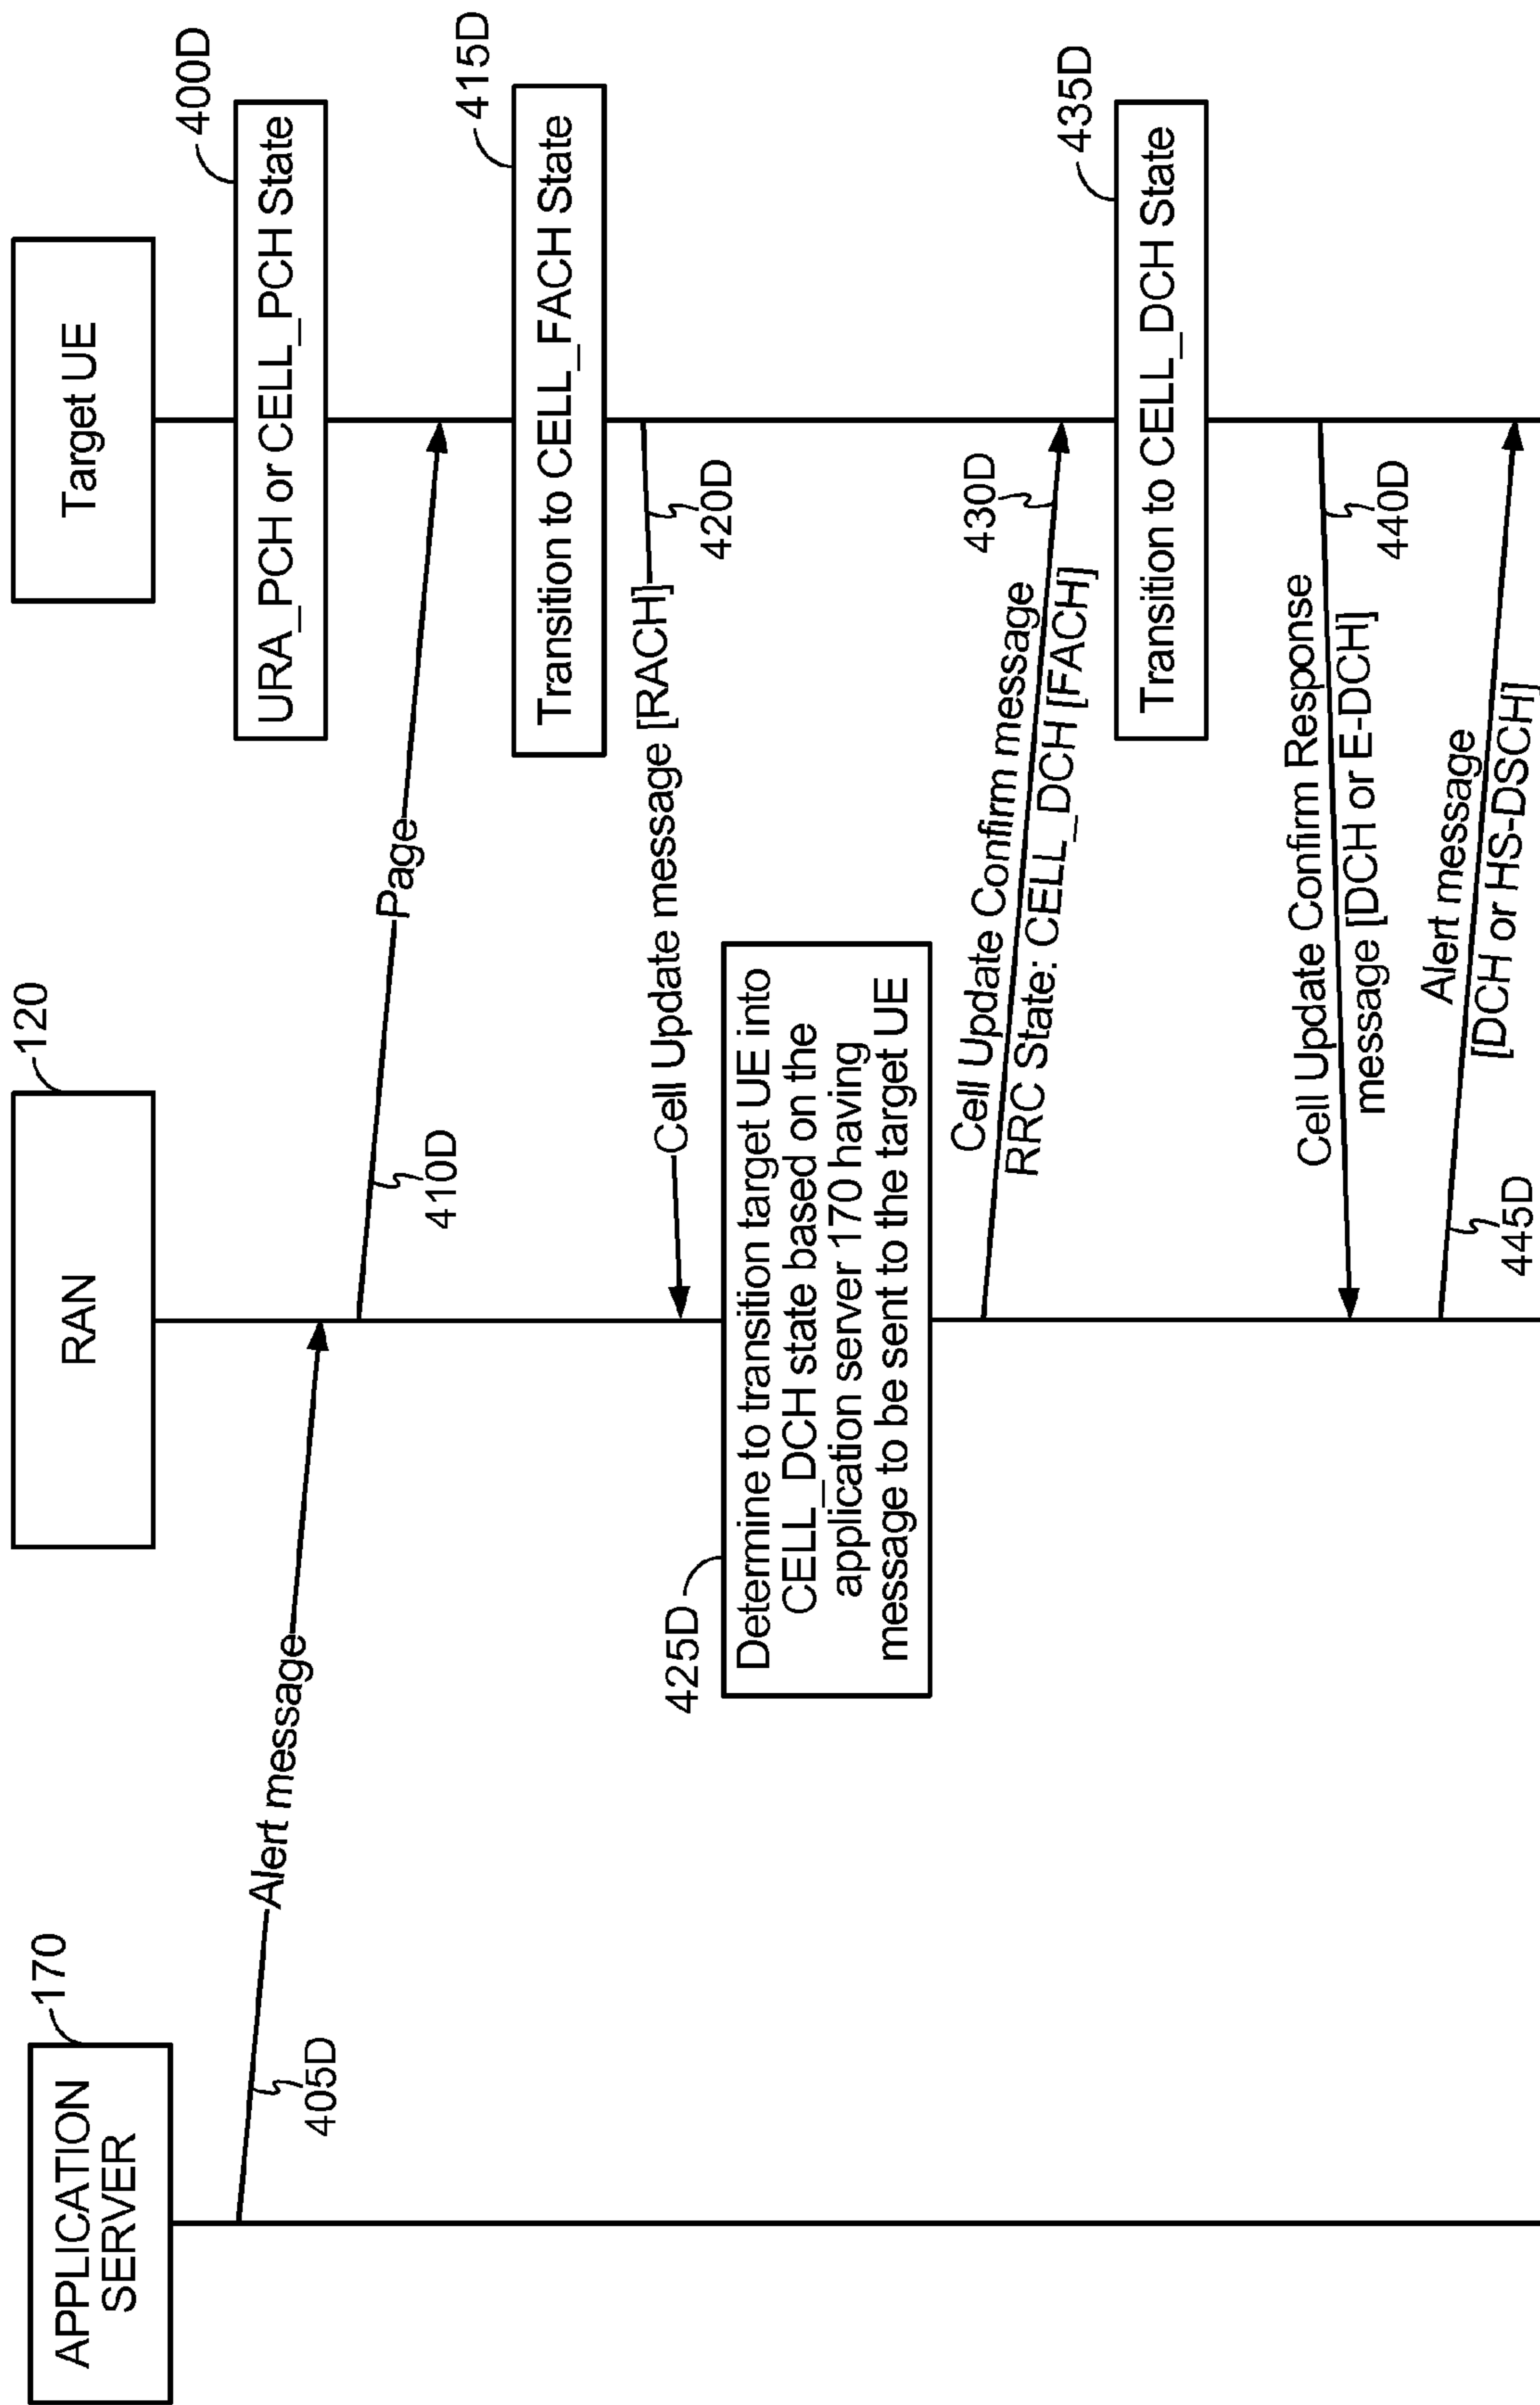 APPLICATION
SERVER
170
RAN
120
Target UE
URA_PCH or CELL_PCH State
400D
Alert message
405D
Page
410D
Transition to CELL_FACH State
415D
Cell Update message [RACH]
420D
425D
Determine to transition target UE into
CELL_DCH state based on the
application server 170 having
message to be sent to the target UE
Cell Update Confirm message
RRC State: CELL_DCH [FACH]
430D
Transition to CELL_DCH State
435D
Cell Update Confirm Response
message [DCH or E-DCH]
440D
Alert message
[DCH or HS-DSCH]
445D